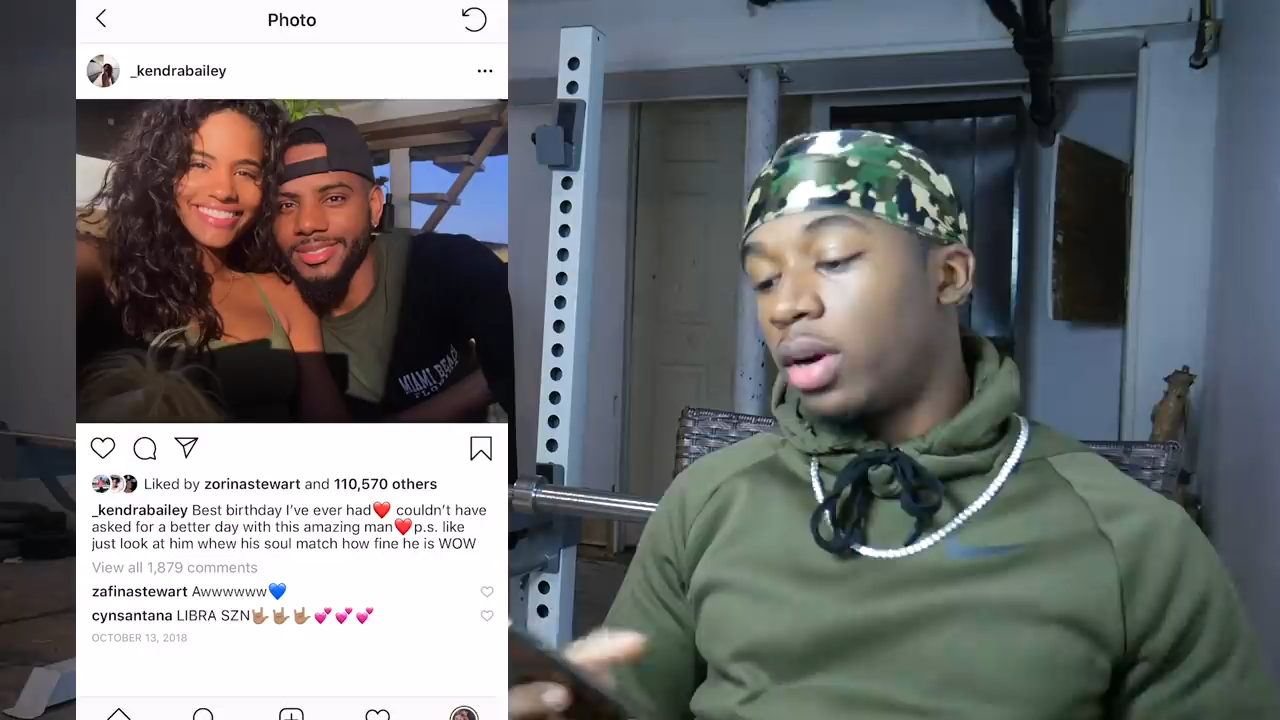 Photo
_kendrabailey
MIAMI BEACH
Liked by zorinastewart and 110,570 others
_kendrabailey Best birthday I've ever had❤️ couldn't have
asked for a better day with this amazing man❤️p.s. like
just look at him whew his soul match how fine he is WOW
View all 1,879 comments
zafinastewart Awwwwww💙
cynsantana LIBRA SZN🤟🏽🤟🏽🤟🏽💕💕💕
OCTOBER 13, 2018